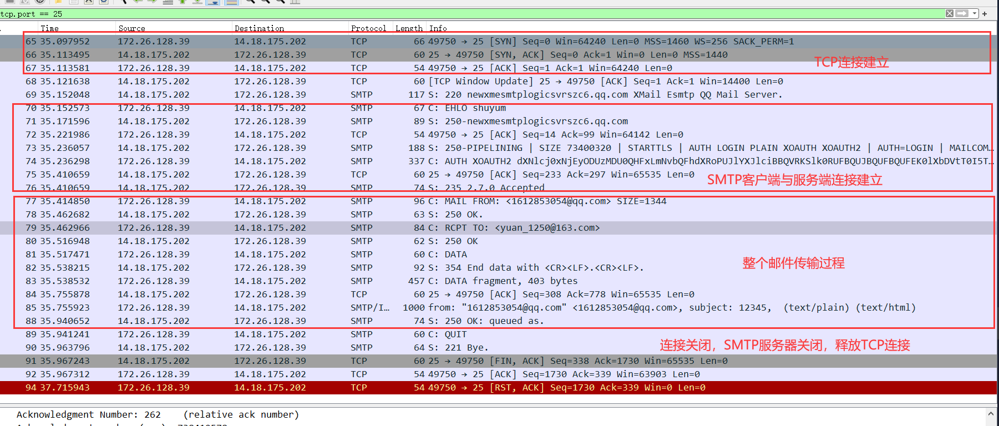 tcp.port == 25
Time Source Destination Protocol Length Info
65 35.097952 172.26.128.39 14.18.175.202 TCP 66 49750 → 25 [SYN] Seq=0 Win=64240 Len=0 MSS=1460 WS=256 SACK_PERM=1
66 35.113495 14.18.175.202 172.26.128.39 TCP 60 25 → 49750 [SYN, ACK] Seq=0 Ack=1 Win=0 Len=0 MSS=1440
TCP连接建立
67 35.113581 172.26.128.39 14.18.175.202 TCP 54 49750 → 25 [ACK] Seq=1 Ack=1 Win=64240 Len=0
68 35.121638 14.18.175.202 172.26.128.39 TCP 60 [TCP Window Update] 25 → 49750 [ACK] Seq=1 Ack=1 Win=14400 Len=0
69 35.152048 14.18.175.202 172.26.128.39 SMTP 117 S: 220 newxmesmtplogicsvrszc6.qq.com XMail Esmtp QQ Mail Server.
70 35.152573 172.26.128.39 14.18.175.202 SMTP 67 C: EHLO shuyum
71 35.171596 14.18.175.202 172.26.128.39 SMTP 89 S: 250-newxmesmtplogicsvrszc6.qq.com
72 35.221986 172.26.128.39 14.18.175.202 TCP 54 49750 → 25 [ACK] Seq=14 Ack=99 Win=64142 Len=0
73 35.236057 14.18.175.202 172.26.128.39 SMTP 188 S: 250-PIPELINING | SIZE 73400320 | STARTTLS | AUTH LOGIN PLAIN XOAUTH XOAUTH2 | AUTH=LOGIN | MAILCOM…
74 35.236298 172.26.128.39 14.18.175.202 SMTP 337 C: AUTH XOAUTH2
75 35.410659 14.18.175.202 172.26.128.39 TCP 60 25 → 49750 [ACK] Seq=233 Ack=297 Win=65535 Len=0
SMTP客户端与服务端连接建立
76 35.410659 14.18.175.202 172.26.128.39 SMTP 74 S: 235 2.7.0 Accepted
77 35.414850 172.26.128.39 14.18.175.202 SMTP 96 C: MAIL FROM: <1612853054@qq.com> SIZE=1344
78 35.462682 14.18.175.202 172.26.128.39 SMTP 63 S: 250 OK.
79 35.462966 172.26.128.39 14.18.175.202 SMTP 84 C: RCPT TO: <yuan_1250@163.com>
80 35.516948 14.18.175.202 172.26.128.39 SMTP 62 S: 250 OK
81 35.517471 172.26.128.39 14.18.175.202 SMTP 60 C: DATA
整个邮件传输过程
82 35.538215 14.18.175.202 172.26.128.39 SMTP 92 S: 354 End data with <CR><LF>.<CR><LF>.
83 35.538532 172.26.128.39 14.18.175.202 SMTP 457 C: DATA fragment, 403 bytes
84 35.755878 14.18.175.202 172.26.128.39 TCP 60 25 → 49750 [ACK] Seq=308 Ack=778 Win=65535 Len=0
85 35.755923 172.26.128.39 14.18.175.202 SMTP/I… 1000 from: "1612853054@qq.com" <1612853054@qq.com>, subject: 12345, (text/plain) (text/html)
88 35.940652 14.18.175.202 172.26.128.39 SMTP 74 S: 250 OK: queued as.
89 35.941241 172.26.128.39 14.18.175.202 SMTP 60 C: QUIT
连接关闭，SMTP服务器关闭，释放TCP连接
90 35.963796 14.18.175.202 172.26.128.39 SMTP 64 S: 221 Bye.
91 35.967243 14.18.175.202 172.26.128.39 TCP 60 25 → 49750 [FIN, ACK] Seq=338 Ack=1730 Win=65535 Len=0
92 35.967312 172.26.128.39 14.18.175.202 TCP 54 49750 → 25 [ACK] Seq=1730 Ack=339 Win=63903 Len=0
94 37.715943 172.26.128.39 14.18.175.202 TCP 54 49750 → 25 [RST, ACK] Seq=1730 Ack=339 Win=0 Len=0
Acknowledgment Number: 262 (relative ack number)